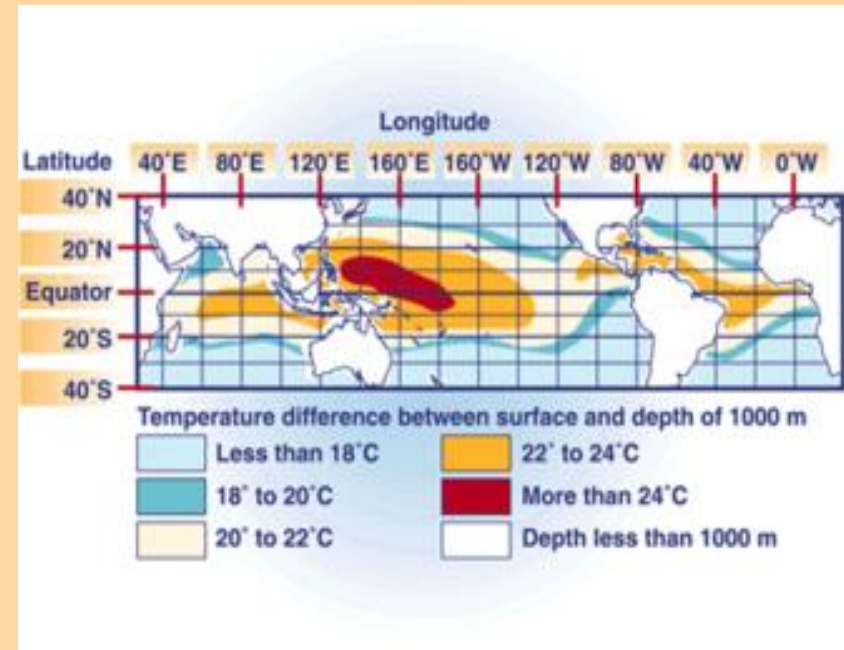 Longitude
Latitude 40°E 80°E 120°E 160°E 160°W 120°W 80°W 40°W 0°W
40°N
20°N
Equator
20°S
40°S
Temperature difference between surface and depth of 1000 m
Less than 18°C 22° to 24°C
18° to 20°C More than 24°C
20° to 22°C Depth less than 1000 m